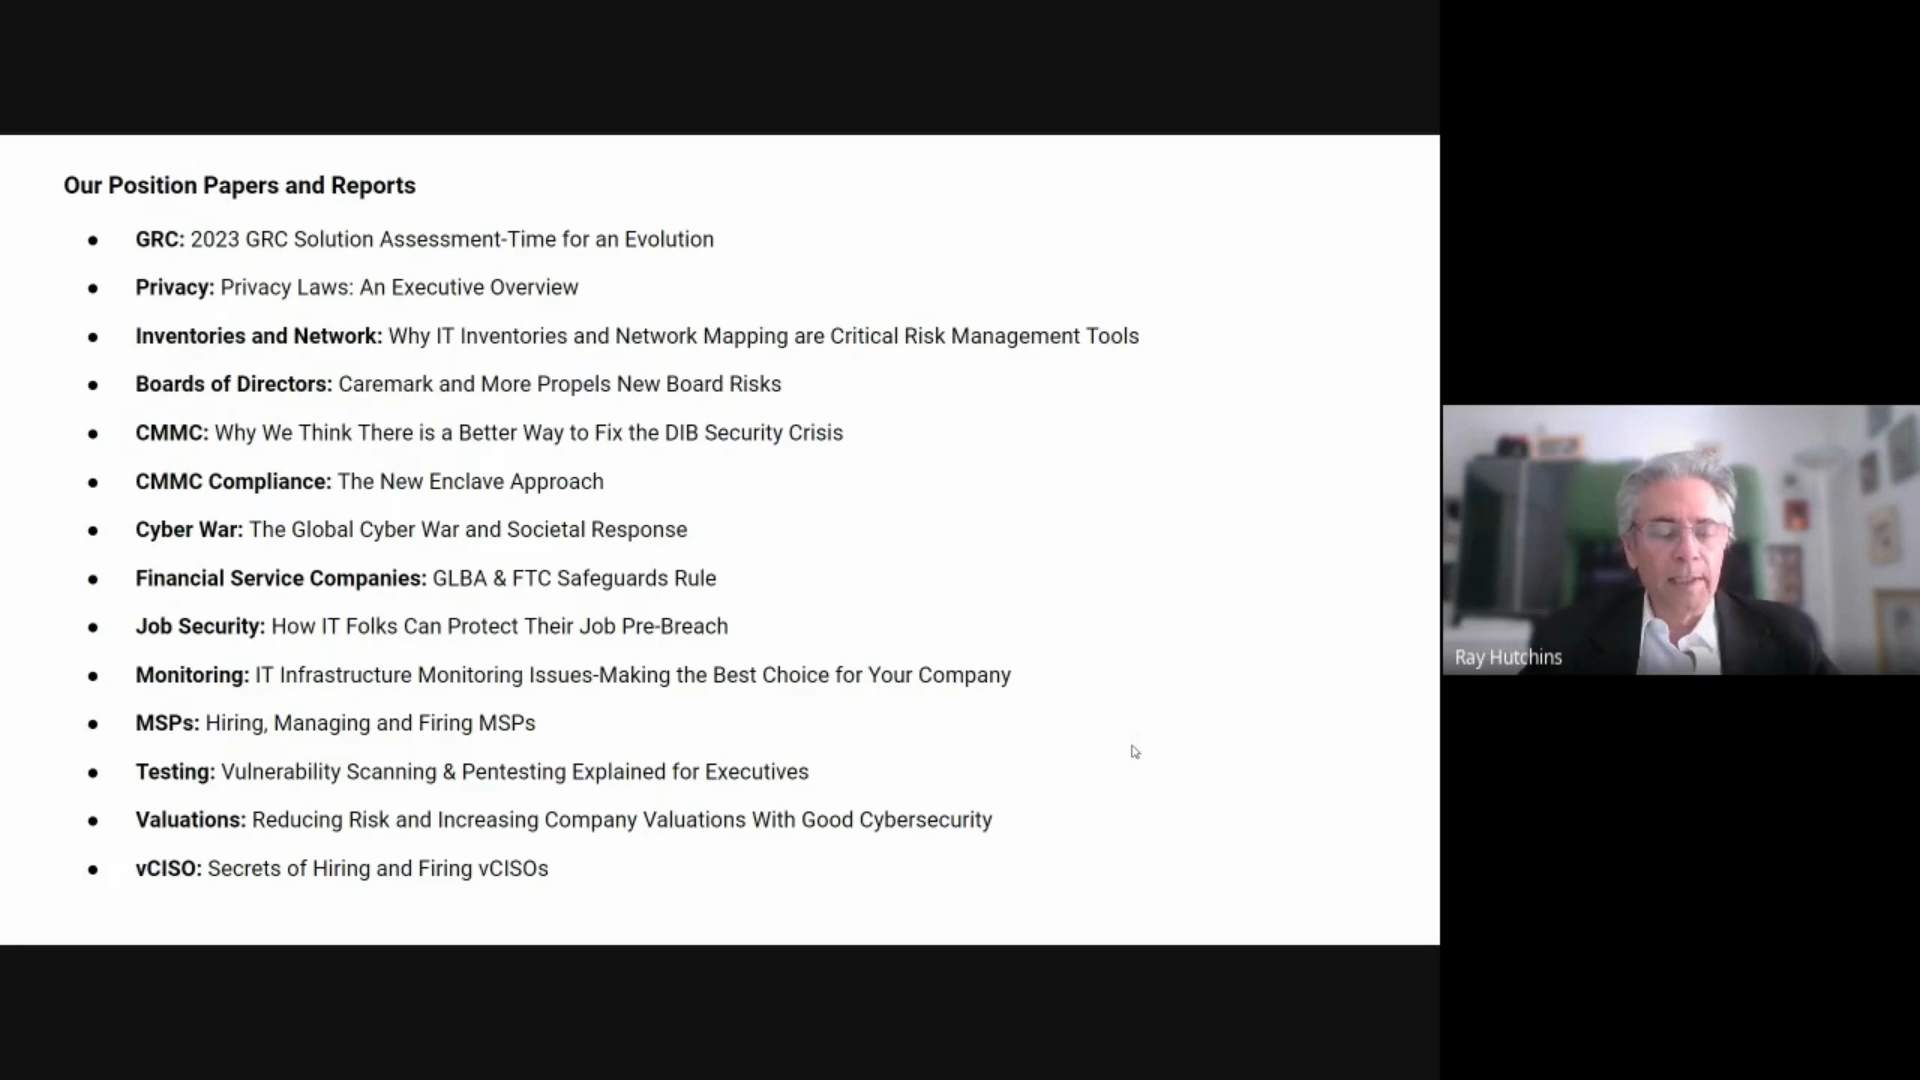 Our Position Papers and Reports
● GRC: 2023 GRC Solution Assessment-Time for an Evolution
● Privacy: Privacy Laws: An Executive Overview
● Inventories and Network: Why IT Inventories and Network Mapping are Critical Risk Management Tools
● Boards of Directors: Caremark and More Propels New Board Risks
● CMMC: Why We Think There is a Better Way to Fix the DIB Security Crisis
● CMMC Compliance: The New Enclave Approach
● Cyber War: The Global Cyber War and Societal Response
● Financial Service Companies: GLBA & FTC Safeguards Rule
● Job Security: How IT Folks Can Protect Their Job Pre-Breach
● Monitoring: IT Infrastructure Monitoring Issues-Making the Best Choice for Your Company
● MSPs: Hiring, Managing and Firing MSPs
● Testing: Vulnerability Scanning & Pentesting Explained for Executives
● Valuations: Reducing Risk and Increasing Company Valuations With Good Cybersecurity
● vCISO: Secrets of Hiring and Firing vCISOs
Ray Hutchins